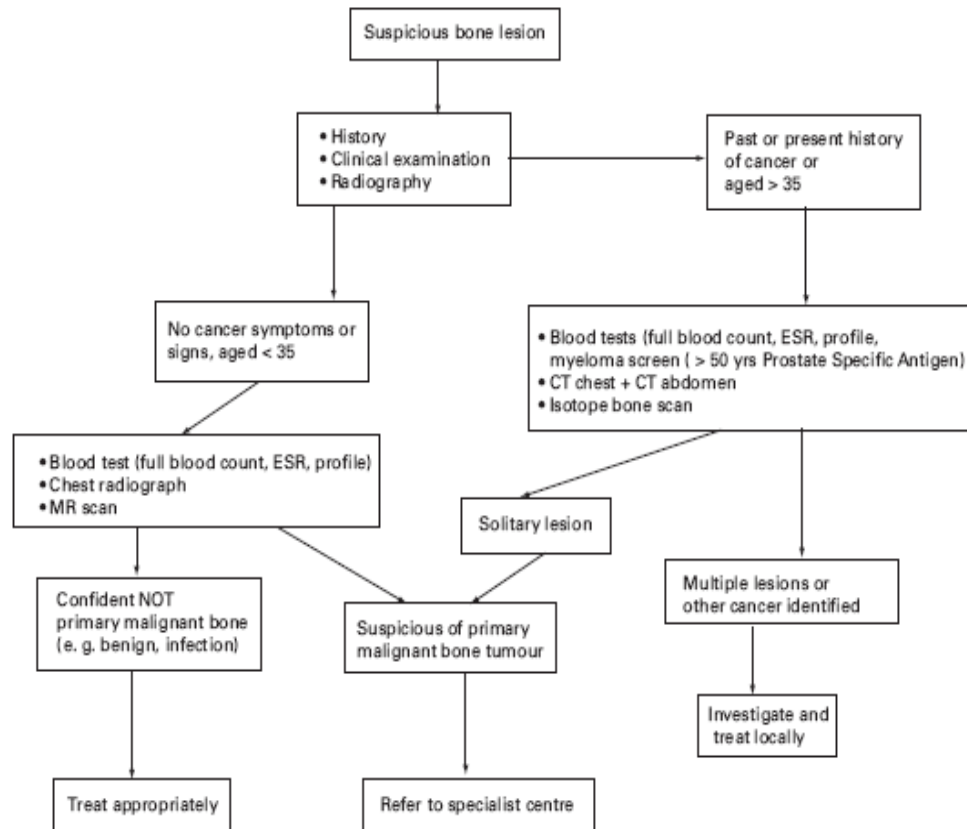 Suspicious bone lesion
• History
• Clinical examination
• Radiography
Past or present history
of cancer or
aged > 35
No cancer symptoms or
signs, aged < 35
• Blood tests (full blood count, ESR, profile,
myeloma screen ( > 50 yrs Prostate Specific Antigen)
• CT chest + CT abdomen
• Isotope bone scan
• Blood test (full blood count, ESR, profile)
• Chest radiograph
• MR scan
Solitary lesion
Confident NOT
primary malignant bone
(e. g. benign, infection)
Suspicious of primary
malignant bone tumour
Multiple lesions or
other cancer identified
Investigate and
treat locally
Treat appropriately
Refer to specialist centre